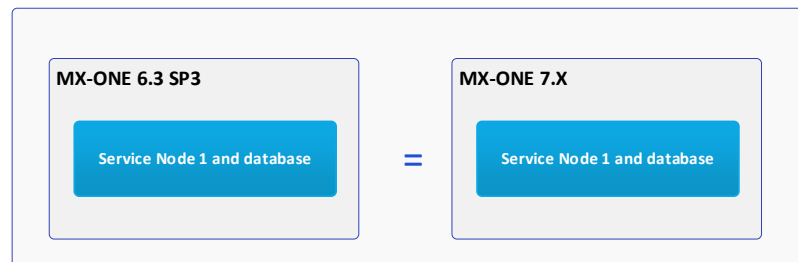 MX-ONE 6.3 SP3
Service Node 1 and database
=
MX-ONE 7.X
Service Node 1 and database